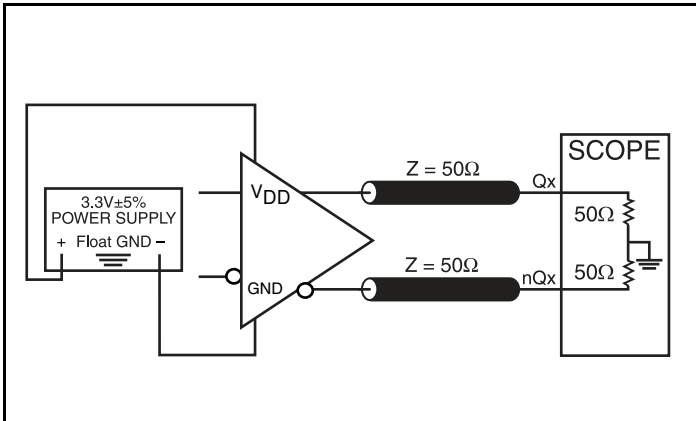 3.3V±5%
POWER SUPPLY
+ Float GND −
VDD
GND
Z = 50Ω
Z = 50Ω
Qx
nQx
SCOPE
50Ω
50Ω